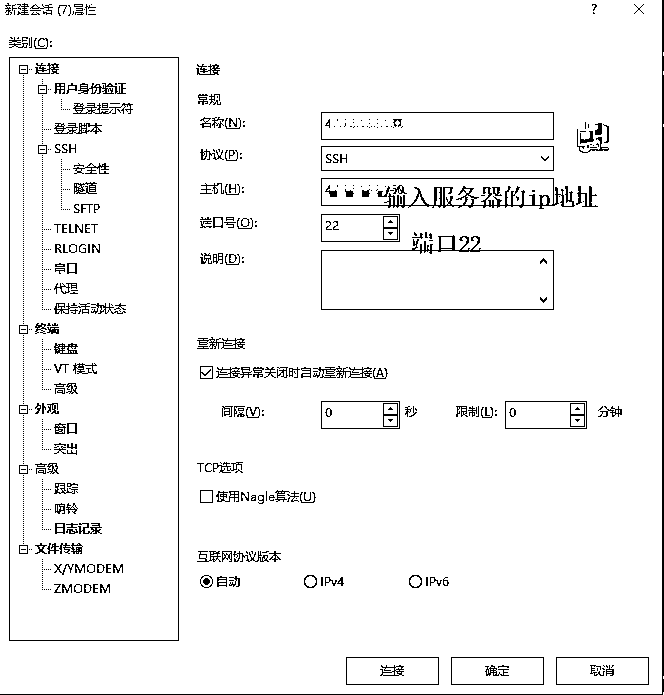 新建会话 (7)属性
?
类别(C):
连接
用户身份验证
登录提示符
登录脚本
SSH
安全性
隧道
SFTP
TELNET
RLOGIN
串口
代理
保持活动状态
终端
键盘
VT 模式
高级
外观
窗口
突出
高级
跟踪
响铃
日志记录
文件传输
X/YMODEM
ZMODEM
连接
常规
名称(N):
协议(P):
SSH
主机(H):
输入服务器的ip地址
端口号(O):
22
端口22
说明(D):
重新连接
连接异常关闭时自动重新连接(A)
间隔(V):
0
秒
限制(L):
0
分钟
TCP选项
使用Nagle算法(U)
互联网协议版本
自动
IPv4
IPv6
连接
确定
取消